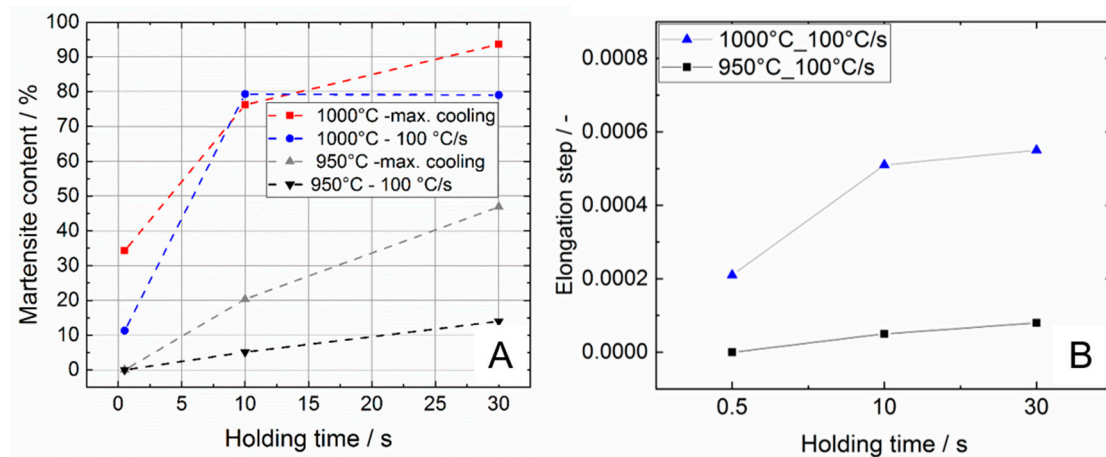 100
90
80
70
60
50
40
30
20
10
0
Martensite content / %
1000°C -max. cooling
1000°C - 100 °C/s
950°C -max. cooling
950°C - 100 °C/s
A
0 5 10 15 20 25 30
Holding time / s
0.0008
0.0006
0.0004
0.0002
0.0000
Elongation step / -
1000°C_100°C/s
950°C_100°C/s
B
0.5 10 30
Holding time / s